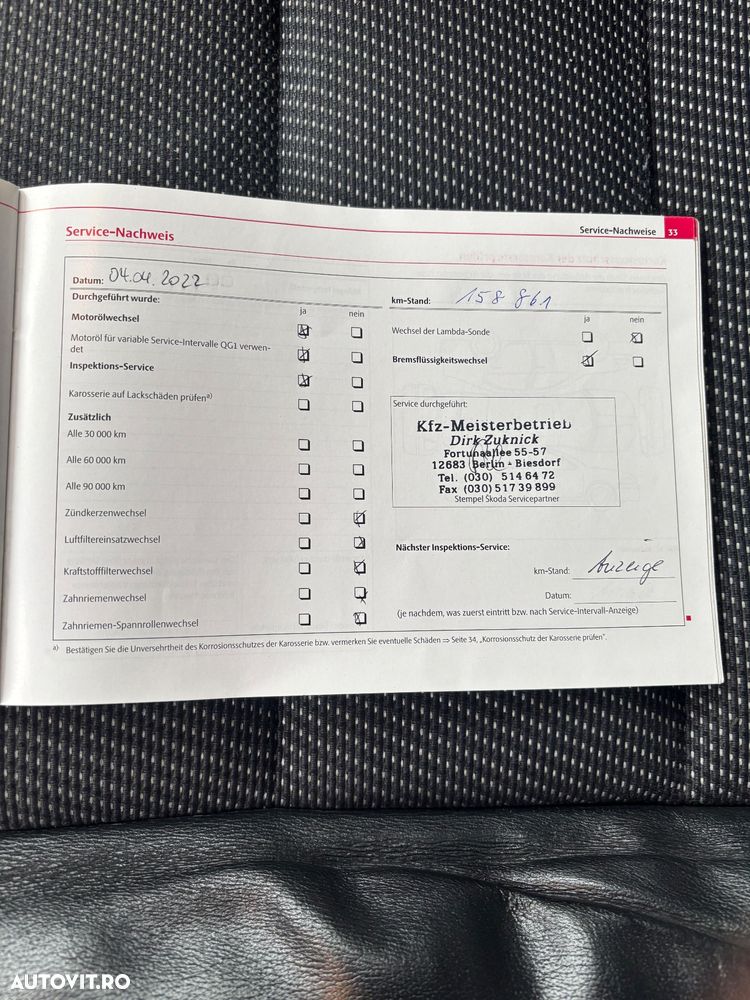 Service-Nachweise 33
Service-Nachweis
Datum: 04.04.2022
Durchgeführt wurde:
ja nein
Motorölwechsel
Motoröl für variable Service-Intervalle QG1 verwen-
det
Inspektions-Service
Karosserie auf Lackschäden prüfen a)
Zusätzlich
Alle 30 000 km
Alle 60 000 km
Alle 90 000 km
Zündkerzenwechsel
Luftfiltereinsatzwechsel
Kraftstofffilterwechsel
Zahnriemenwechsel
Zahnriemen-Spannrollenwechsel
km-Stand: 158 861
ja nein
Wechsel der Lambda-Sonde
Bremsflüssigkeitswechsel
Service durchgeführt:
Kfz-Meisterbetrieb
Dirk Zuknick
Fortunaallee 55-57
12683 Berlin - Biesdorf
Tel. (030) 514 64 72
Fax (030) 517 39 899
Stempel Škoda Servicepartner
Nächster Inspektions-Service:
km-Stand: Anzeige
Datum:
(je nachdem, was zuerst eintritt bzw. nach Service-Intervall-Anzeige)
a) Bestätigen Sie die Unversehrtheit des Korrosionsschutzes der Karosserie bzw. vermerken Sie eventuelle Schäden ⇒ Seite 34, „Korrosionsschutz der Karosserie prüfen".
AUTOVIT.RO